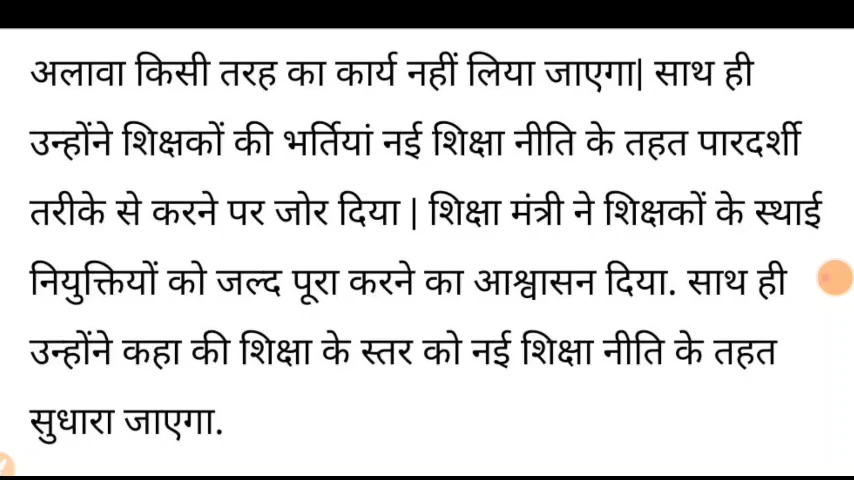 अलावा किसी तरह का कार्य नहीं लिया जाएगा| साथ ही
उन्होंने शिक्षकों की भर्तियां नई शिक्षा नीति के तहत पारदर्शी
तरीके से करने पर जोर दिया | शिक्षा मंत्री ने शिक्षकों के स्थाई
नियुक्तियों को जल्द पूरा करने का आश्वासन दिया. साथ ही
उन्होंने कहा की शिक्षा के स्तर को नई शिक्षा नीति के तहत
सुधारा जाएगा.